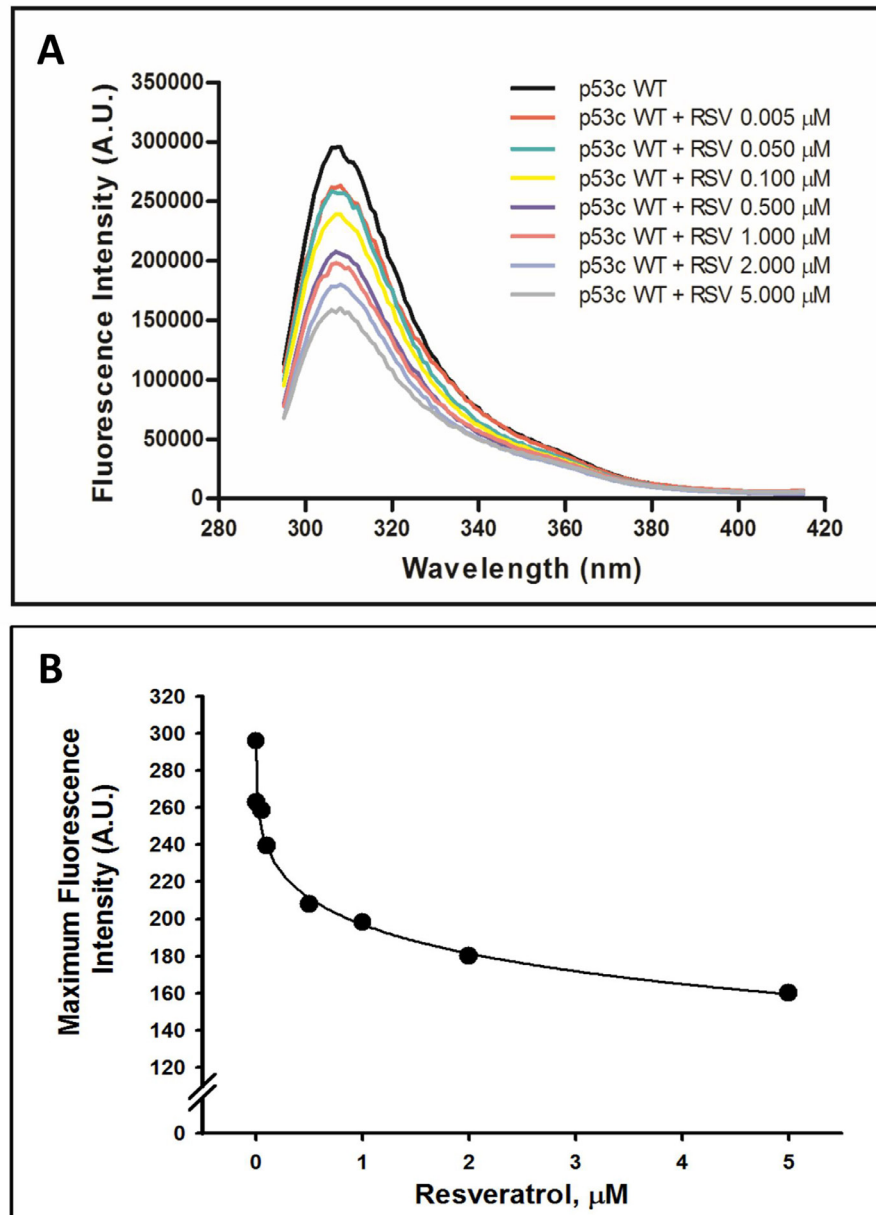 A
Fluorescence Intensity (A.U.)
350000
300000
250000
200000
150000
100000
50000
0
280
300
320
340
360
380
400
420
Wavelength (nm)
p53c WT
p53c WT + RSV 0.005 μM
p53c WT + RSV 0.050 μM
p53c WT + RSV 0.100 μM
p53c WT + RSV 0.500 μM
p53c WT + RSV 1.000 μM
p53c WT + RSV 2.000 μM
p53c WT + RSV 5.000 μM
B
Maximum Fluorescence
Intensity (A.U.)
320
300
280
260
240
220
200
180
160
140
120
0
0
1
2
3
4
5
Resveratrol, μM